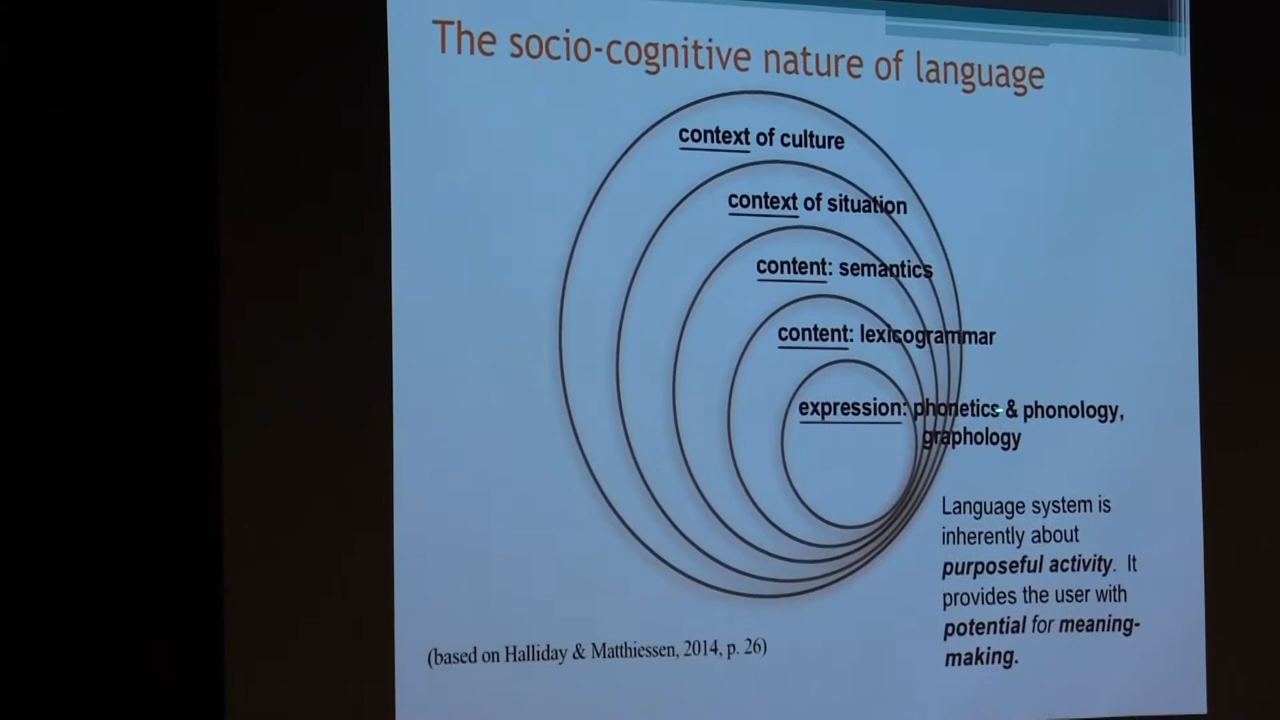 The socio-cognitive nature of language
context of culture
context of situation
content: semantics
content: lexicogrammar
expression: phonetics & phonology,
graphology
Language system is
inherently about
purposeful activity. It
provides the user with
potential for meaning-
making.
(based on Halliday & Matthiessen, 2014, p. 26)